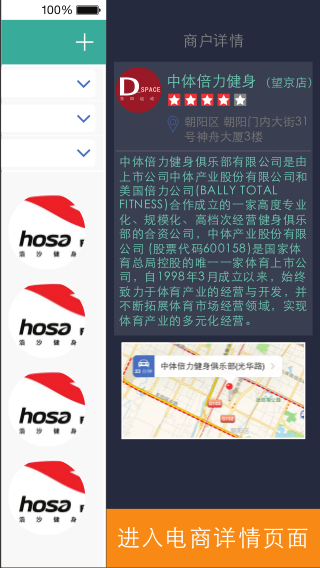 100%
商户详情
D SPACE
中体倍力健身（望京店）
朝阳区 朝阳门内大街31
号神舟大厦3楼
中体倍力健身俱乐部有限公司是由
上市公司中体产业股份有限公司和
美国倍力公司(BALLY TOTAL
FITNESS)合作成立的一家高度专业
化、规模化、高档次经营健身俱乐
部的合资公司，中体产业股份有限
公司 (股票代码600158)是国家体
育总局控股的唯一一家体育上市公
司，自1998年3月成立以来，始终
致力于体育产业的经营与开发，并
不断拓展体育市场经营领域，实现
体育产业的多元化经营。
中体倍力健身俱乐部(光华路)
hosa
浩沙健身
hosa
浩沙健身
hosa
浩沙健身
hosa
浩沙健身
进入电商详情页面